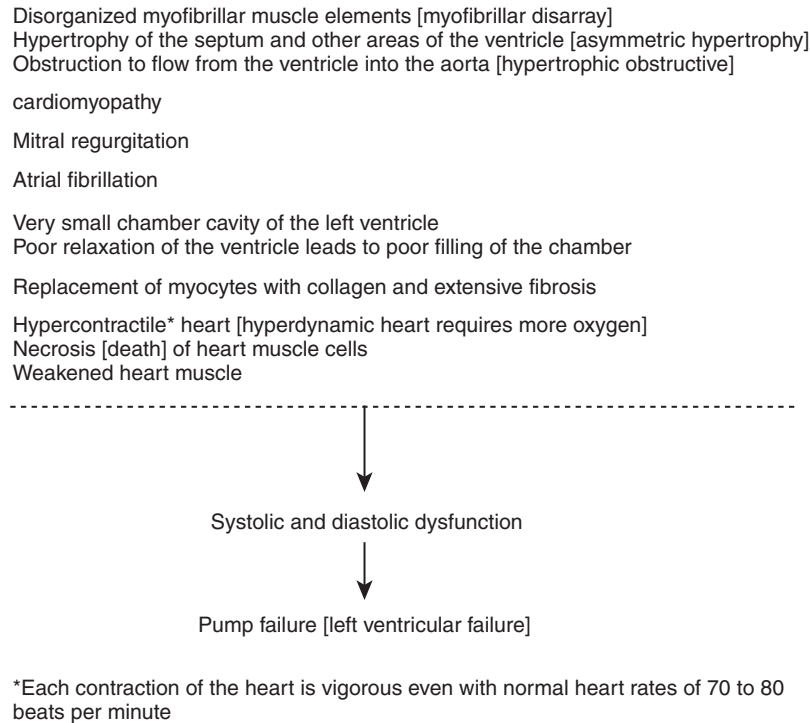 Disorganized myofibrillar muscle elements [myofibrillar disarray]
Hypertrophy of the septum and other areas of the ventricle [asymmetric hypertrophy]
Obstruction to flow from the ventricle into the aorta [hypertrophic obstructive]
cardiomyopathy
Mitral regurgitation
Atrial fibrillation
Very small chamber cavity of the left ventricle
Poor relaxation of the ventricle leads to poor filling of the chamber
Replacement of myocytes with collagen and extensive fibrosis
Hypercontractile* heart [hyperdynamic heart requires more oxygen]
Necrosis [death] of heart muscle cells
Weakened heart muscle
Systolic and diastolic dysfunction
Pump failure [left ventricular failure]
*Each contraction of the heart is vigorous even with normal heart rates of 70 to 80
beats per minute